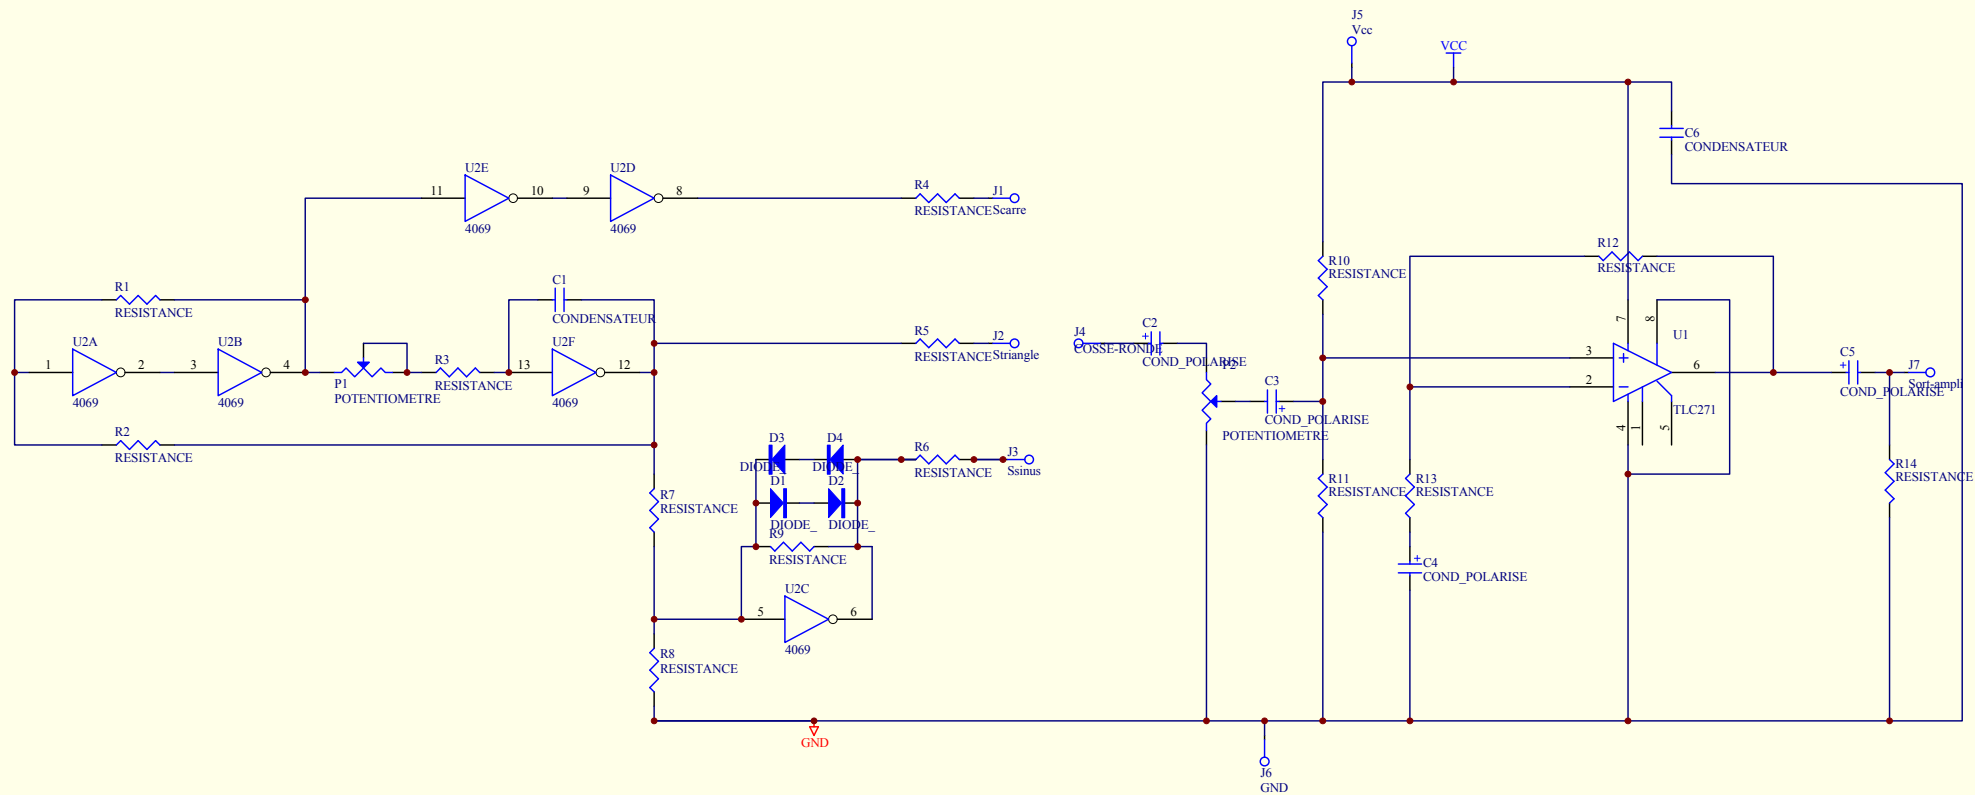 J5
Vcc
VCC
C6
CONDENSATEUR
U2E
11
10
4069
U2D
9
8
4069
R4
RESISTANCE
J1
Scarre
R12
RESISTANCE
R10
RESISTANCE
R1
RESISTANCE
C1
CONDENSATEUR
U2A
1
2
4069
U2B
3
4
4069
P1
POTENTIOMETRE
R3
RESISTANCE
U2F
13
12
4069
R5
RESISTANCE
J2
Striangle
J4
COSSE-RONDE
C2
+
COND_POLARISE
P2
POTENTIOMETRE
C3
+
COND_POLARISE
7
8
U1
3
+
2
−
6
TLC271
4
1
5
C5
+
COND_POLARISE
J7
Sort-ampli
R2
RESISTANCE
D3
DIODE_
D4
DIODE_
R6
RESISTANCE
J3
Ssinus
D1
DIODE_
D2
DIODE_
R7
RESISTANCE
R9
RESISTANCE
R11
RESISTANCE
R13
RESISTANCE
R14
RESISTANCE
+
C4
COND_POLARISE
U2C
5
6
4069
R8
RESISTANCE
GND
J6
GND